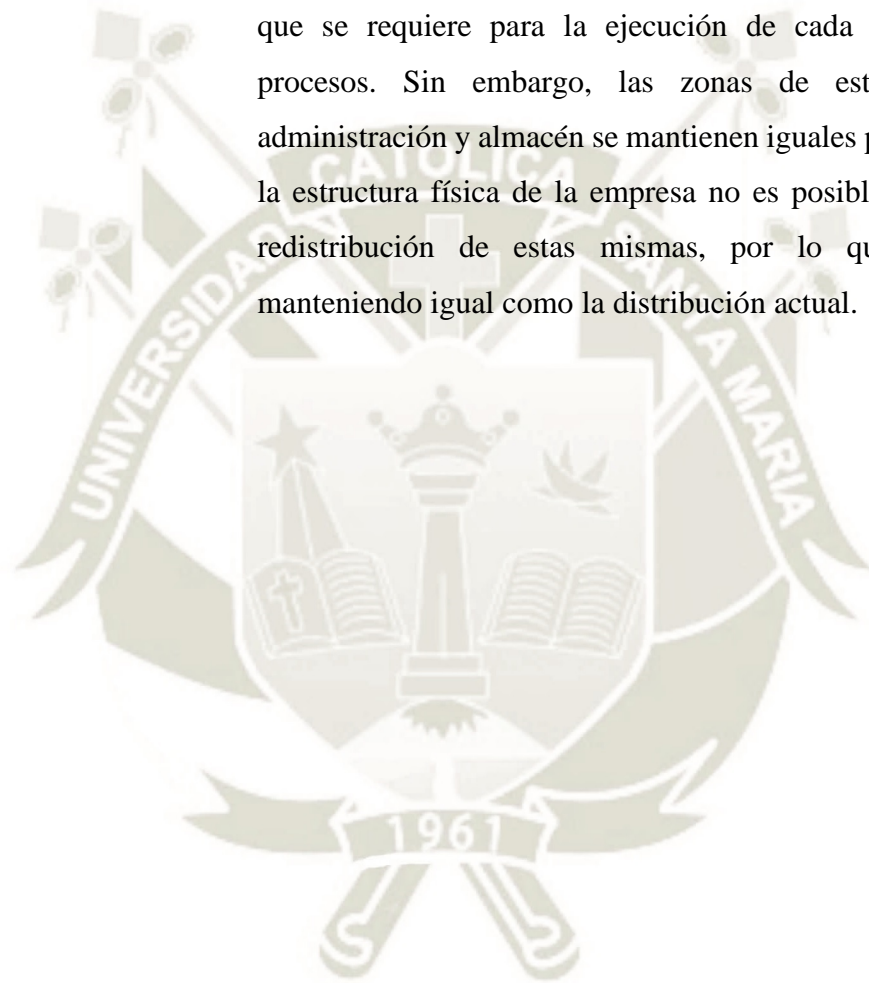 que se requiere para la ejecución de cada
procesos. Sin embargo, las zonas de
administración y almacén se mantienen iguales
la estructura física de la empresa no es
redistribución de estas mismas, por lo
manteniendo igual como la distribución actual.
UNIVERSIDAD CATOLICA SANTA MARIA
1961